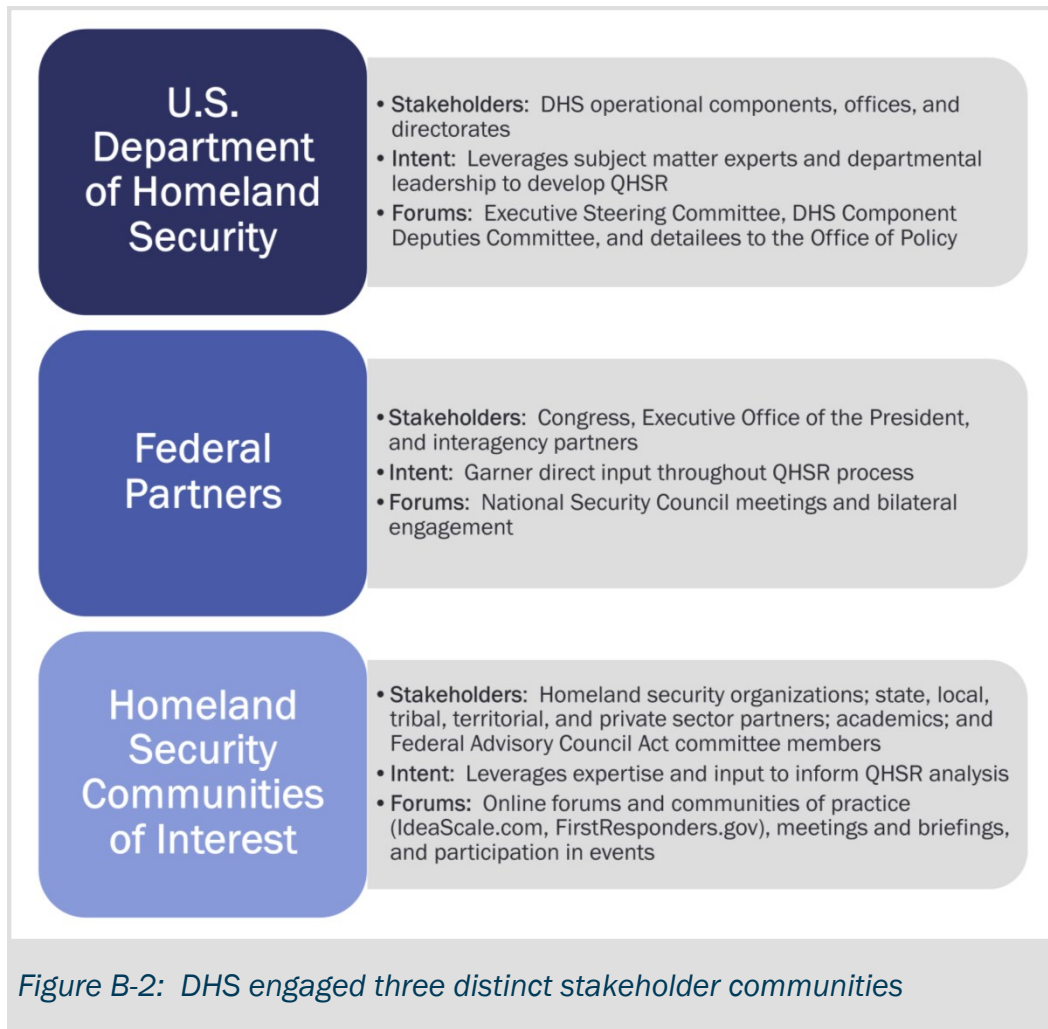 U.S.
Department
of Homeland
Security
• Stakeholders: DHS operational components, offices, and
directorates
• Intent: Leverages subject matter experts and departmental
leadership to develop QHSR
• Forums: Executive Steering Committee, DHS Component
Deputies Committee, and detailees to the Office of Policy
Federal
Partners
• Stakeholders: Congress, Executive Office of the President,
and interagency partners
• Intent: Garner direct input throughout QHSR process
• Forums: National Security Council meetings and bilateral
engagement
Homeland
Security
Communities
of Interest
• Stakeholders: Homeland security organizations; state, local,
tribal, territorial, and private sector partners; academics; and
Federal Advisory Council Act committee members
• Intent: Leverages expertise and input to inform QHSR analysis
• Forums: Online forums and communities of practice
(IdeaScale.com, FirstResponders.gov), meetings and briefings,
and participation in events
Figure B-2: DHS engaged three distinct stakeholder communities